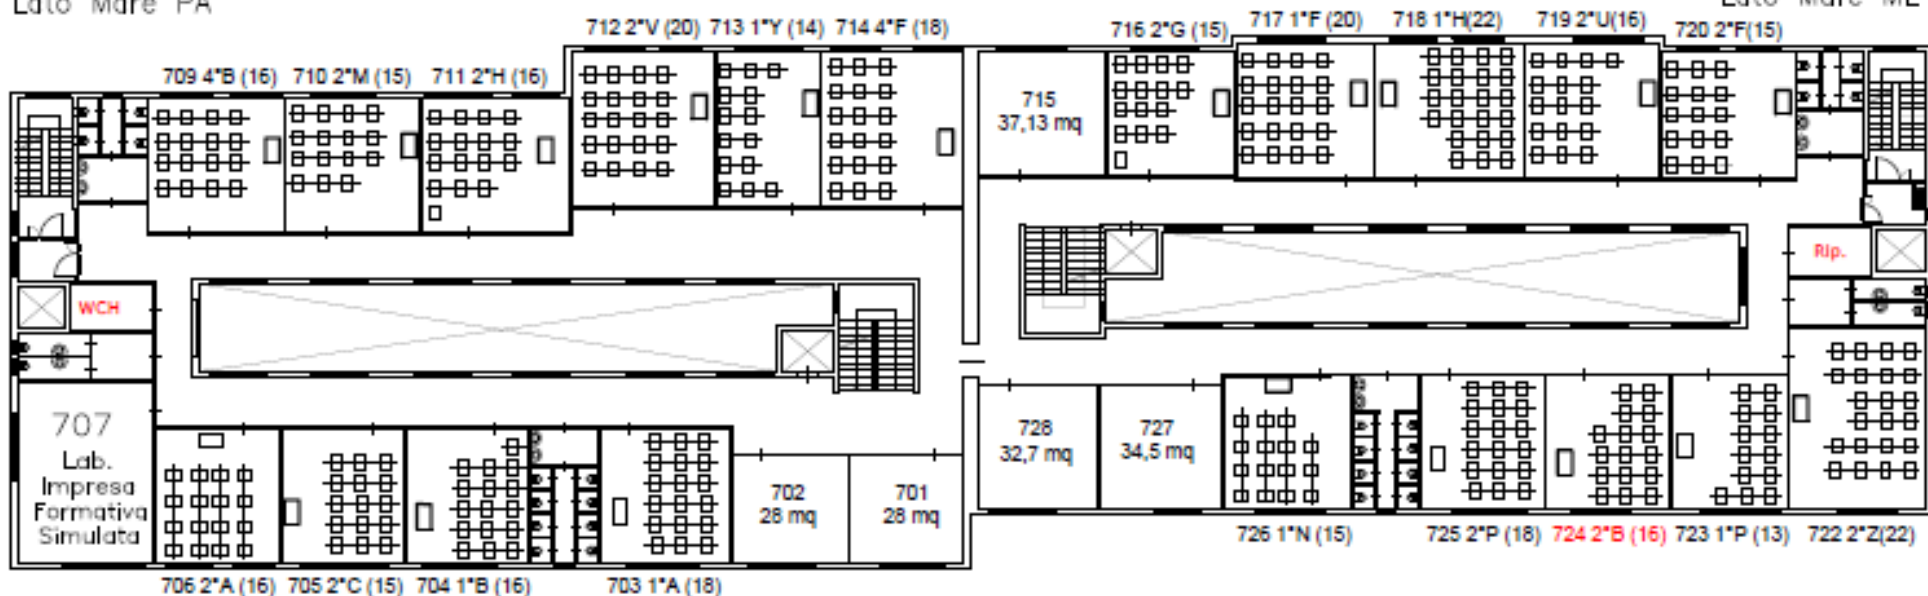 Lato Mare PA
Lato Mare ME
712 2°V (20) 713 1°Y (14) 714 4°F (18)
716 2°G (15)
717 1°F (20)
718 1°H(22)
719 2°U(16)
720 2°F(15)
709 4°B (16) 710 2°M (15) 711 2°H (16)
715
37,13 mq
WCH
Rip.
707
Lab.
Impresa
Formativa
Simulata
702
28 mq
701
28 mq
728
32,7 mq
727
34,5 mq
726 1°N (15)
725 2°P (18) 724 2°B (16) 723 1°P (13) 722 2°Z(22)
706 2°A (16) 705 2°C (15) 704 1°B (16)
703 1°A (18)